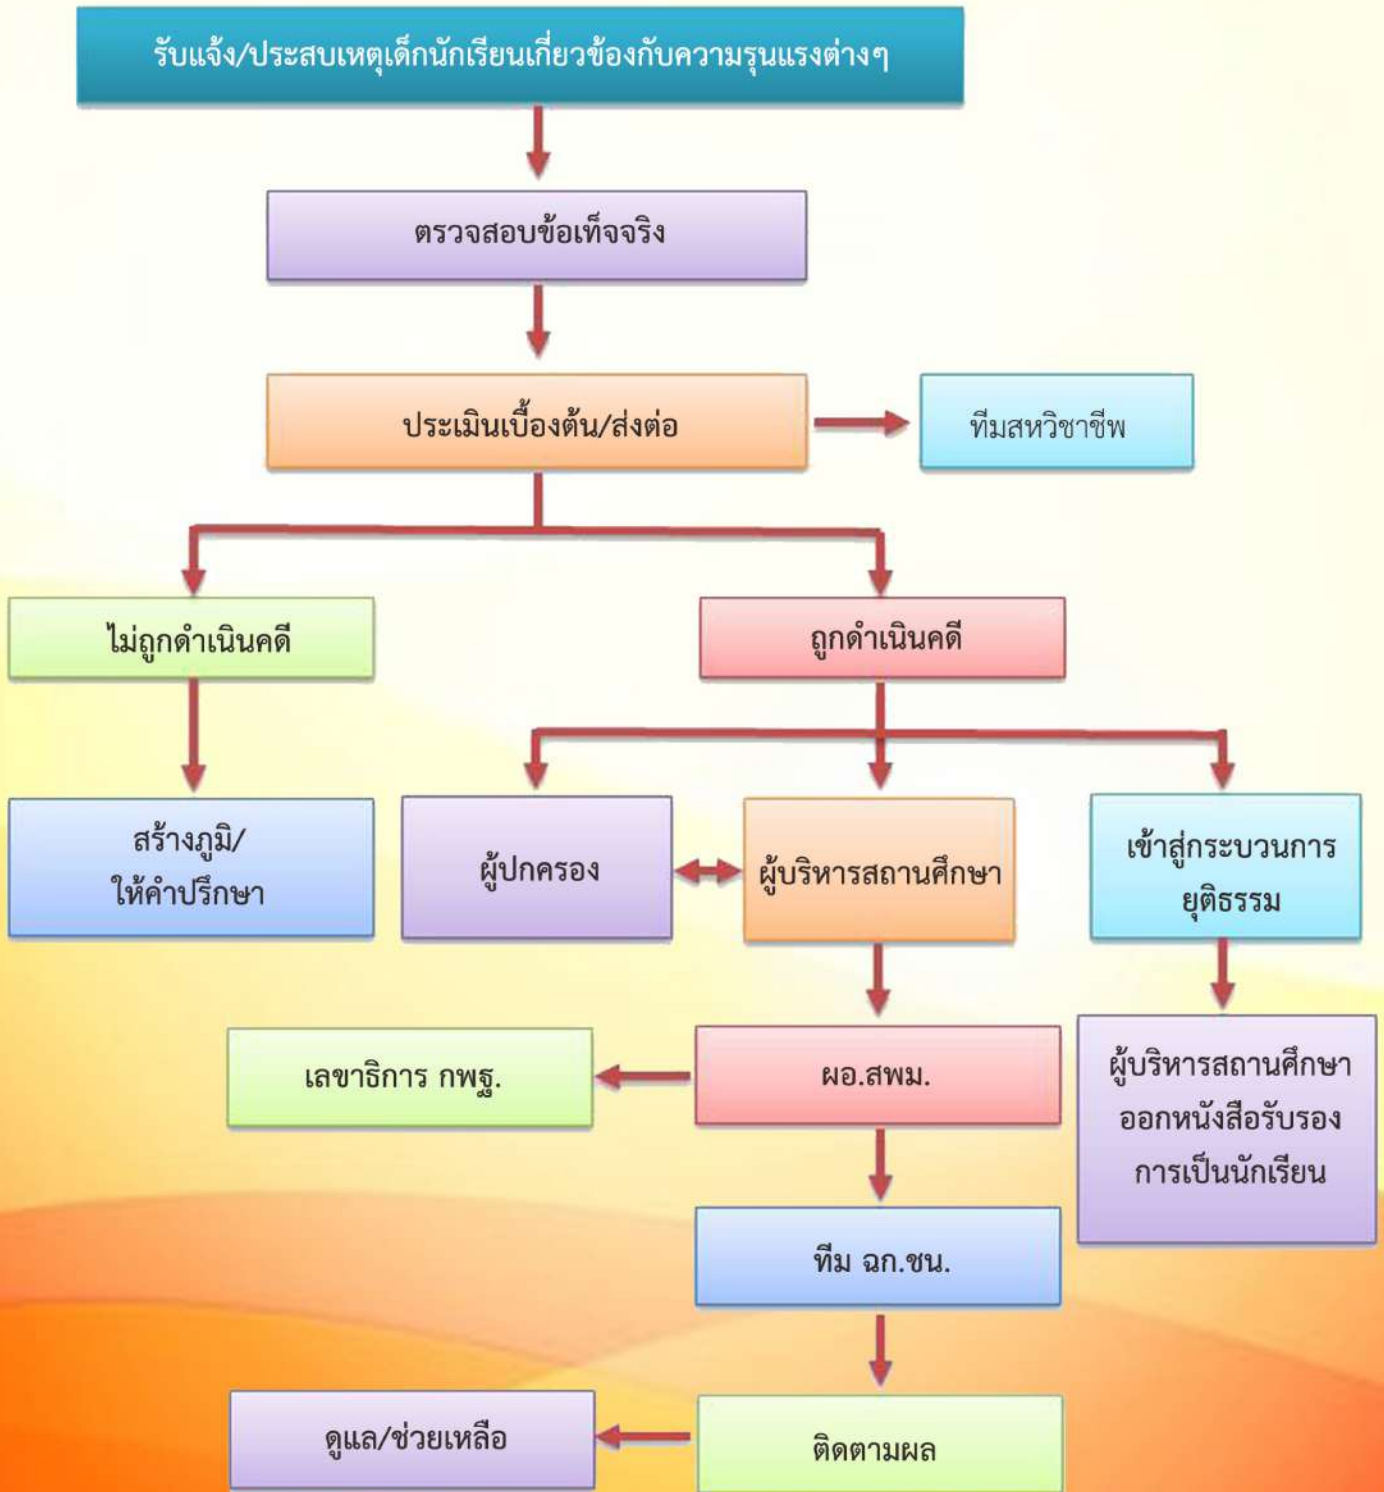 รับแจ้ง/ประสบเหตุเด็กนักเรียนเกี่ยวข้องกับความรุนแรงต่างๆ
ตรวจสอบข้อเท็จจริง
ประเมินเบื้องต้น/ส่งต่อ
ทีมสหวิชาชีพ
ไม่ถูกดำเนินคดี
ถูกดำเนินคดี
สร้างภูมิ/
ให้คำปรึกษา
ผู้ปกครอง
ผู้บริหารสถานศึกษา
เข้าสู่กระบวนการ
ยุติธรรม
เลขาธิการ กพฐ.
ผอ.สพม.
ผู้บริหารสถานศึกษา
ออกหนังสือรับรอง
การเป็นนักเรียน
ทีม ฉก.ชน.
ดูแล/ช่วยเหลือ
ติดตามผล